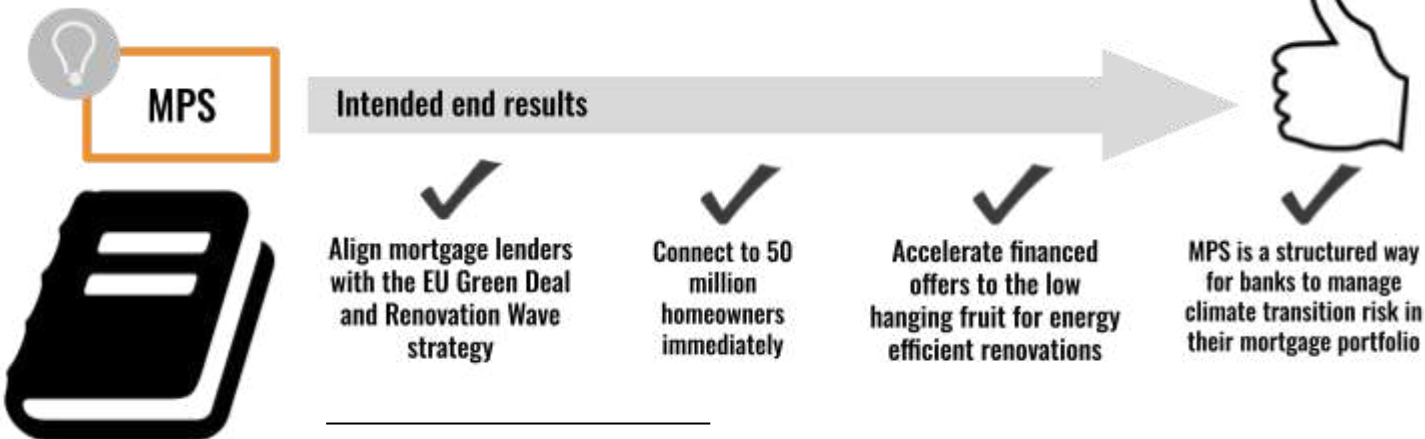 MPS
Intended end results
Align mortgage lenders
with the EU Green Deal
and Renovation Wave
strategy
Connect to 50
million
homeowners
immediately
Accelerate financed
offers to the low
hanging fruit for energy
efficient renovations
MPS is a structured way
for banks to manage
climate transition risk in
their mortgage portfolio